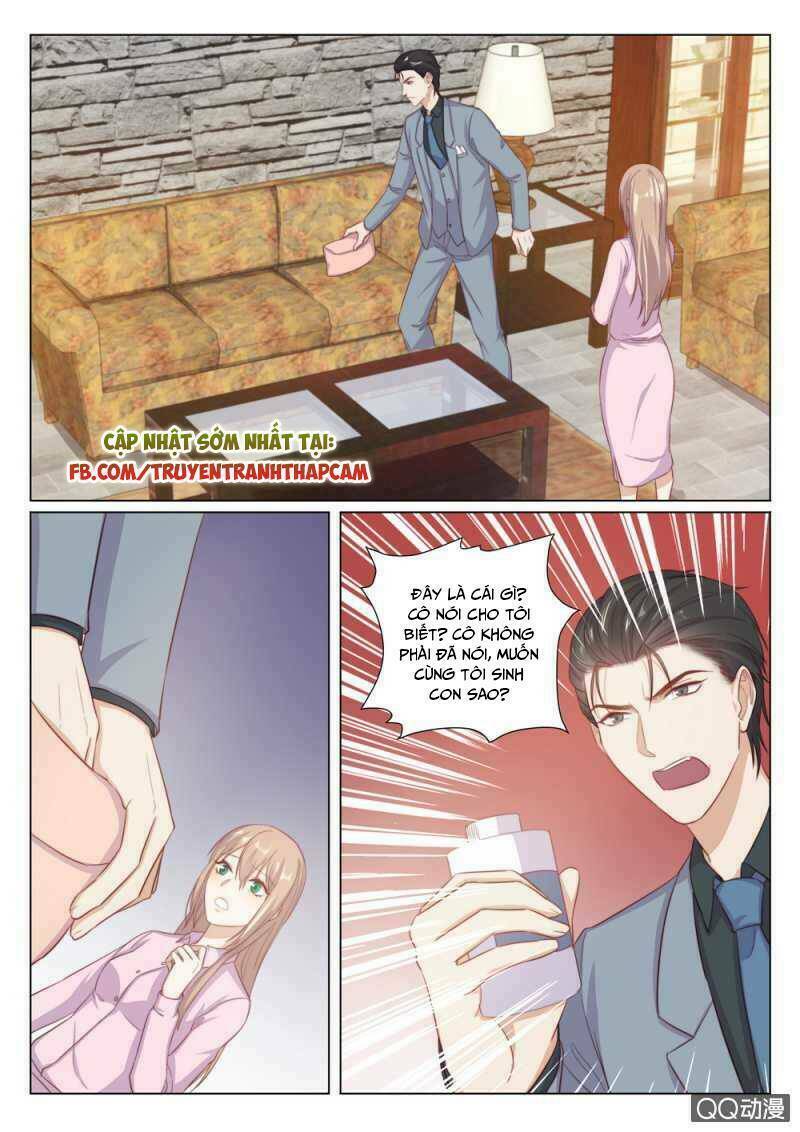 CẬP NHẬT SỚM NHẤT TẠI:
FB.COM/TRUYENTRANHTHAPCAM
ĐÂY LÀ CÁI GÌ?
CÔ NÓI CHO TÔI
BIẾT? CÔ KHÔNG
PHẢI ĐÃ NÓI, MUỐN
CÙNG TÔI SINH
CON SAO?
QQ动漫